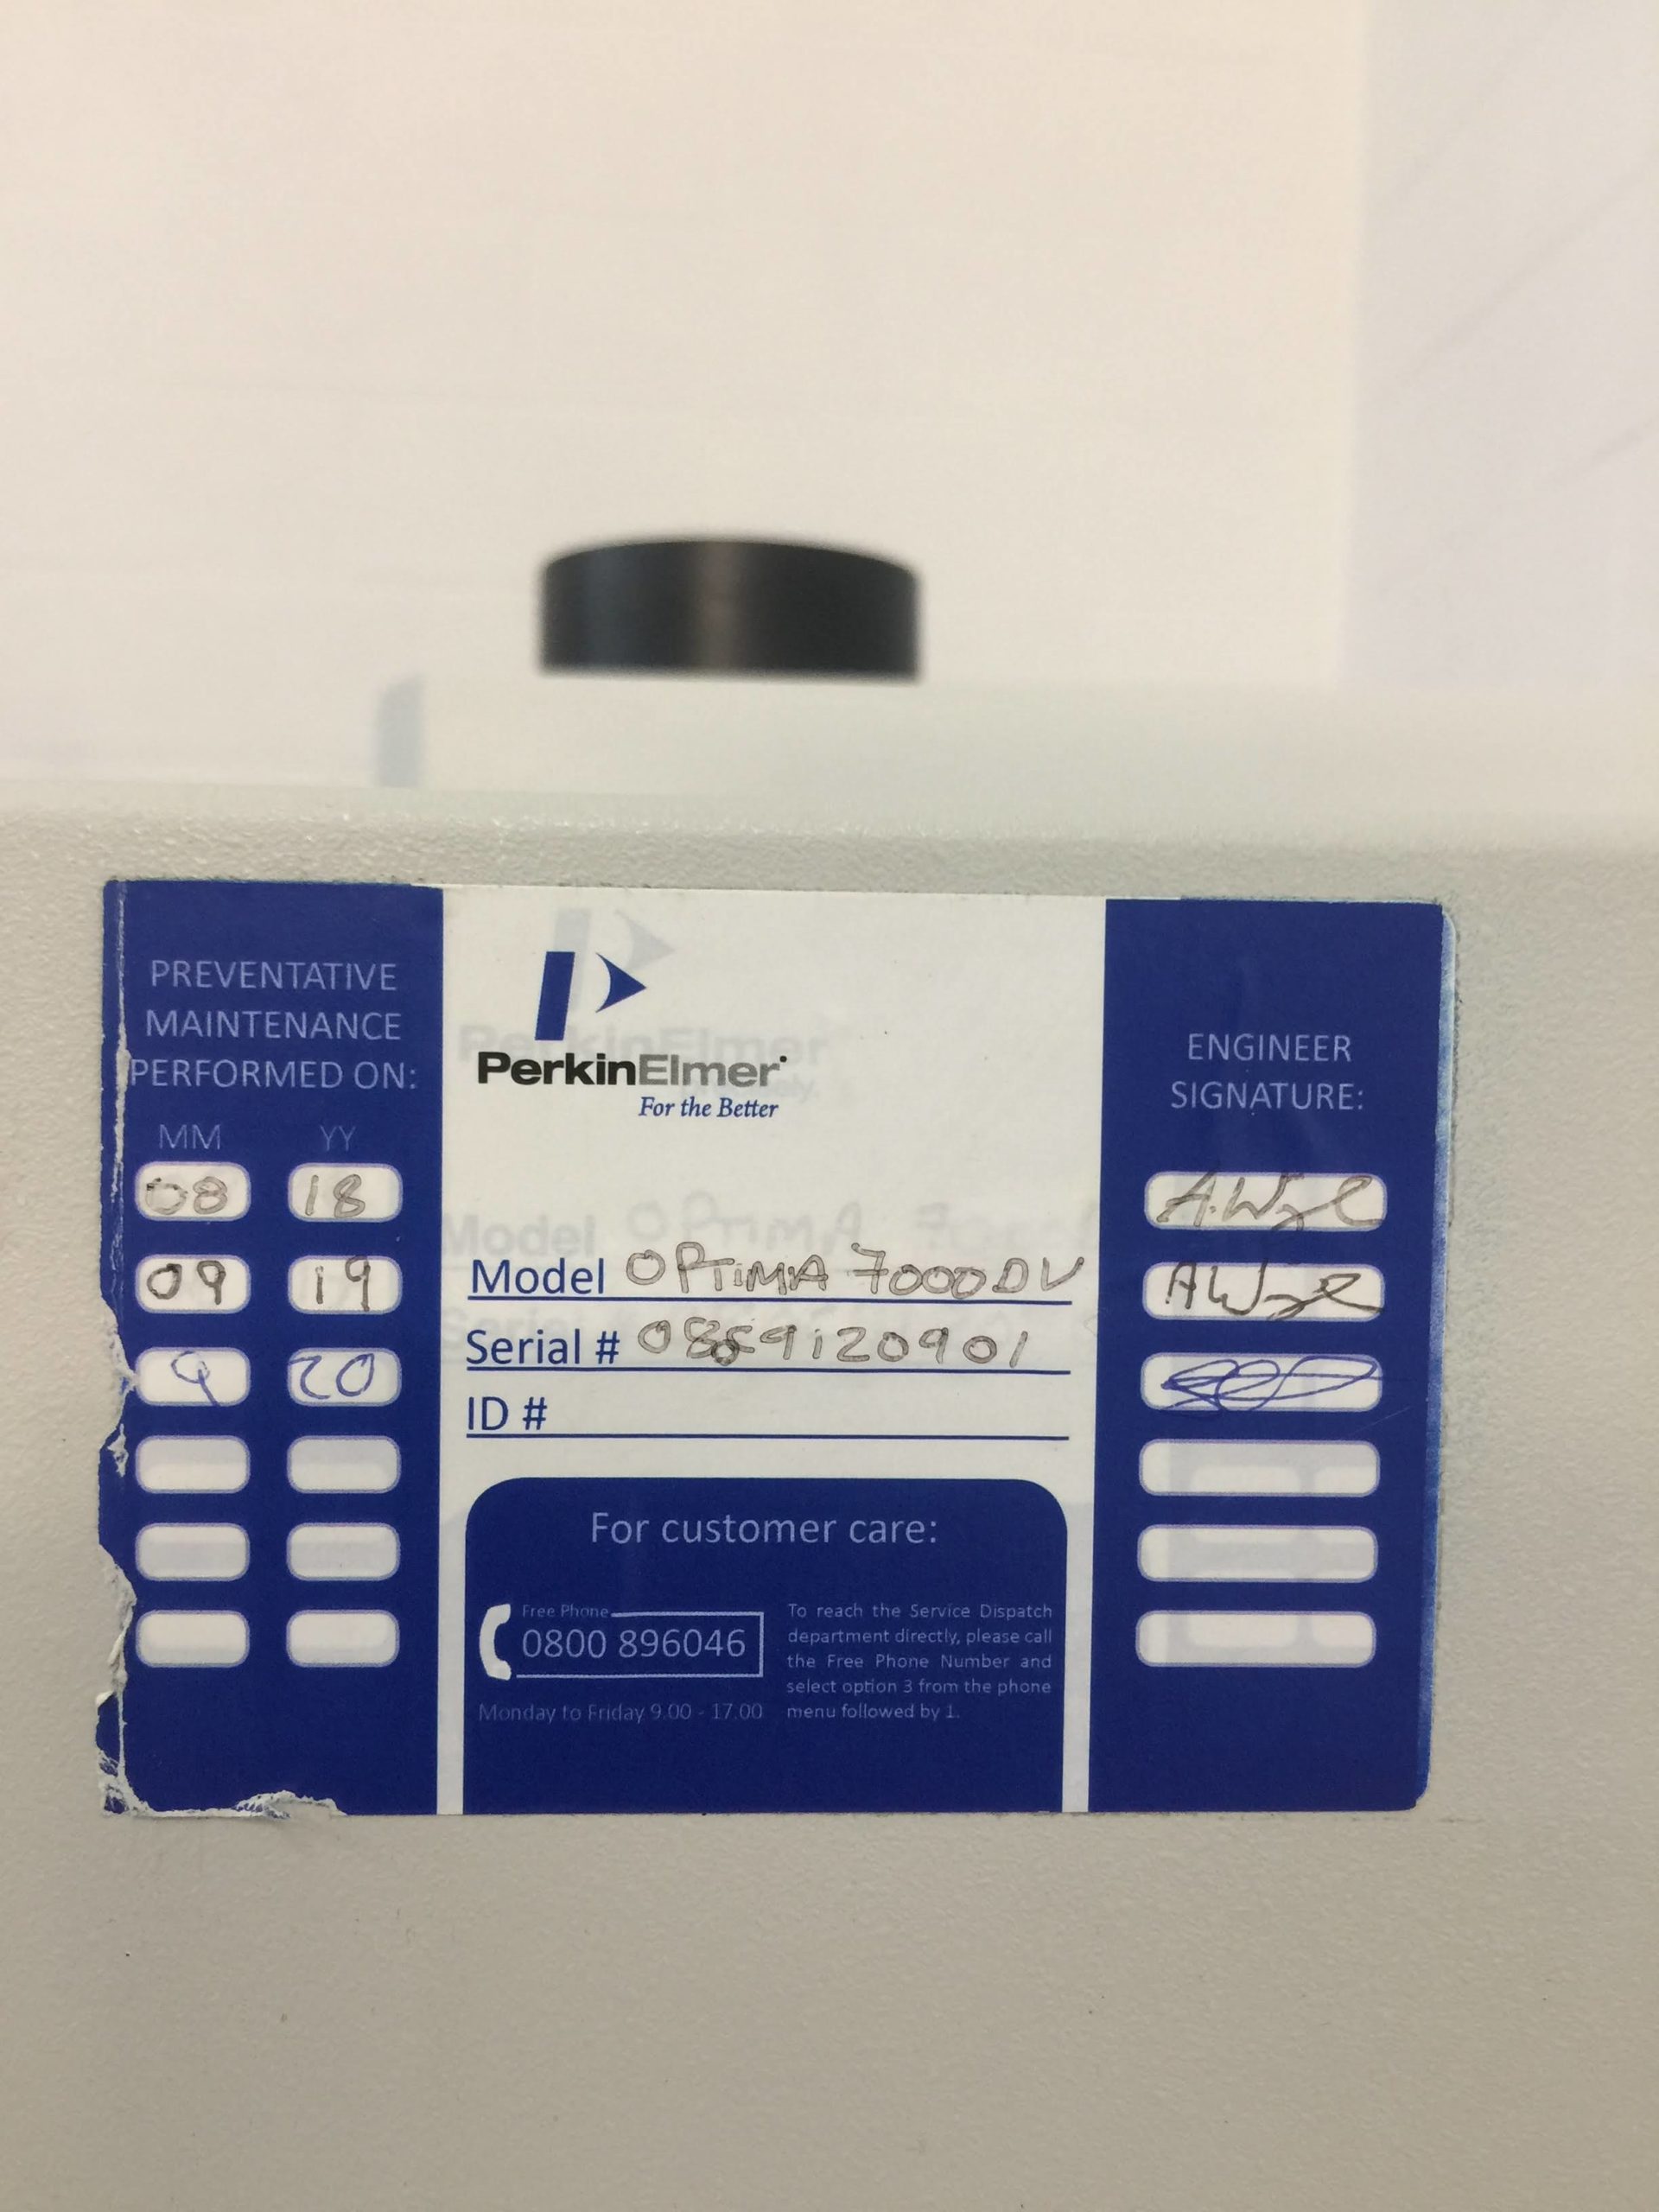 PREVENTATIVE
MAINTENANCE
PERFORMED ON:
MM YY
08 18
09 19
9 20
PerkinElmer
For the Better
Model OPTiMA 7000DV
Serial #
ID #
For customer care:
Free Phone
0800 896046
Monday to Friday 9.00 - 17.00
To reach the Service Dispatch
department directly, please call
the Free Phone Number and
select option 3 from the phone
menu followed by 1.
ENGINEER
SIGNATURE: